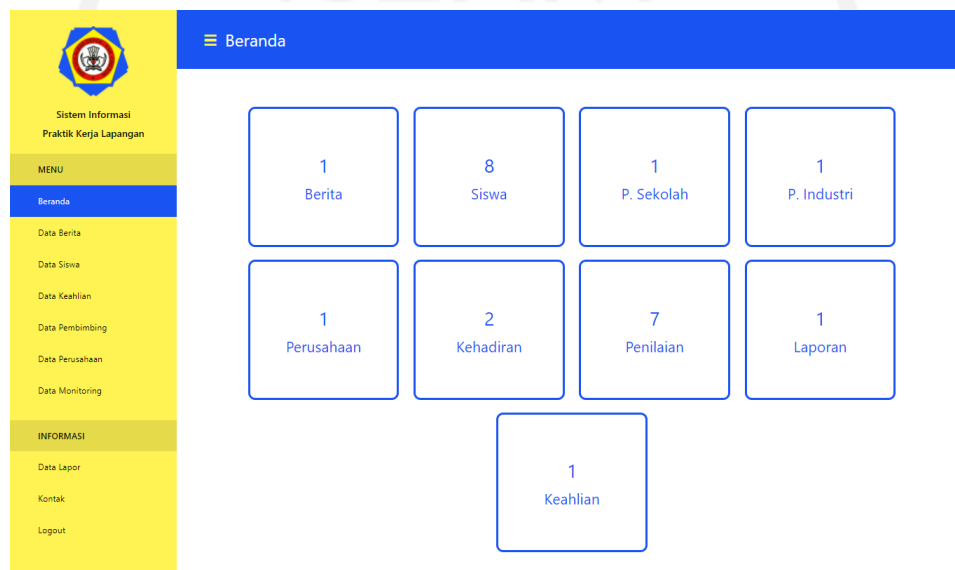 Sistem Informasi
Praktik Kerja Lapangan
MENU
Beranda
Data Berita
Data Siswa
Data Keahlian
Data Pembimbing
Data Perusahaan
Data Monitoring
INFORMASI
Data Lapor
Kontak
Logout
Beranda
1
Berita
8
Siswa
1
P. Sekolah
1
P. Industri
1
Perusahaan
2
Kehadiran
7
Penilaian
1
Laporan
1
Keahlian